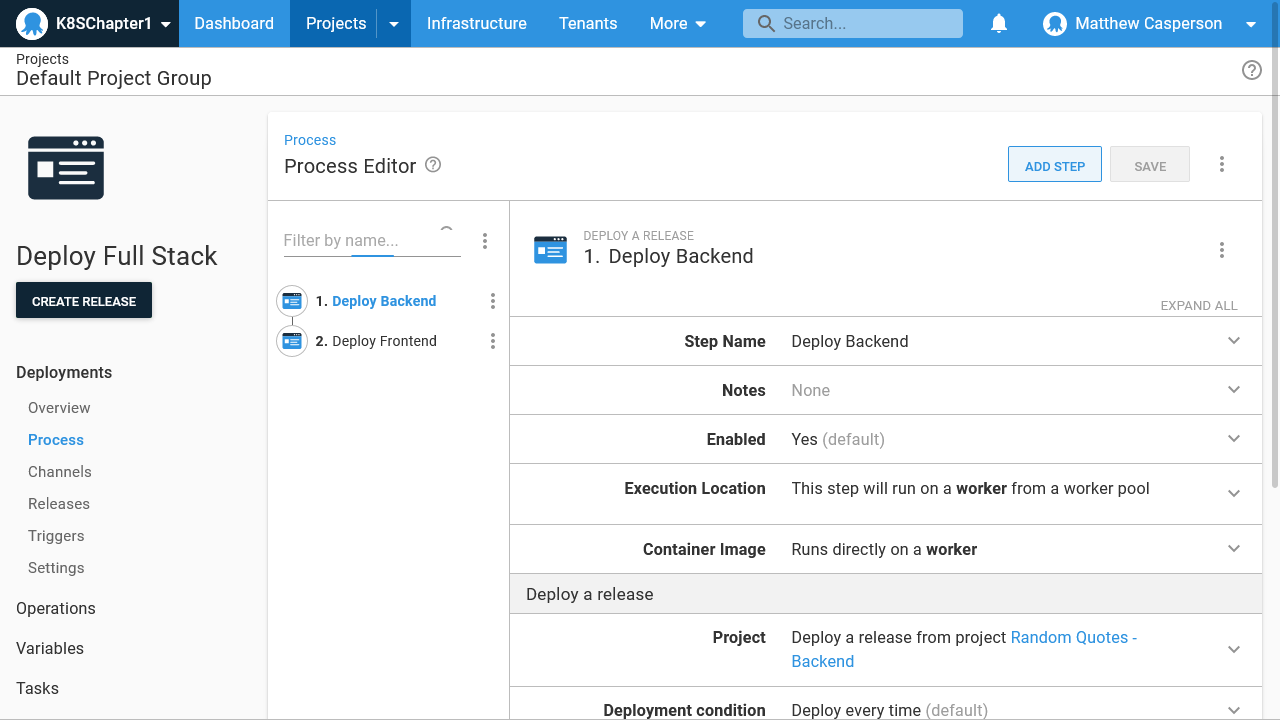 K8SChapter1
Dashboard
Projects
Infrastructure
Tenants
More
Search...
Matthew Casperson
Projects
Default Project Group
Deploy Full Stack
CREATE RELEASE
Deployments
Overview
Process
Channels
Releases
Triggers
Settings
Operations
Variables
Tasks
Process
Process Editor
ADD STEP
SAVE
Filter by name...
1. Deploy Backend
2. Deploy Frontend
DEPLOY A RELEASE
1. Deploy Backend
EXPAND ALL
Step Name Deploy Backend
Notes None
Enabled Yes (default)
Execution Location This step will run on a worker from a worker pool
Container Image Runs directly on a worker
Deploy a release
Project Deploy a release from project Random Quotes -
Backend
Deployment condition Deploy every time (default)